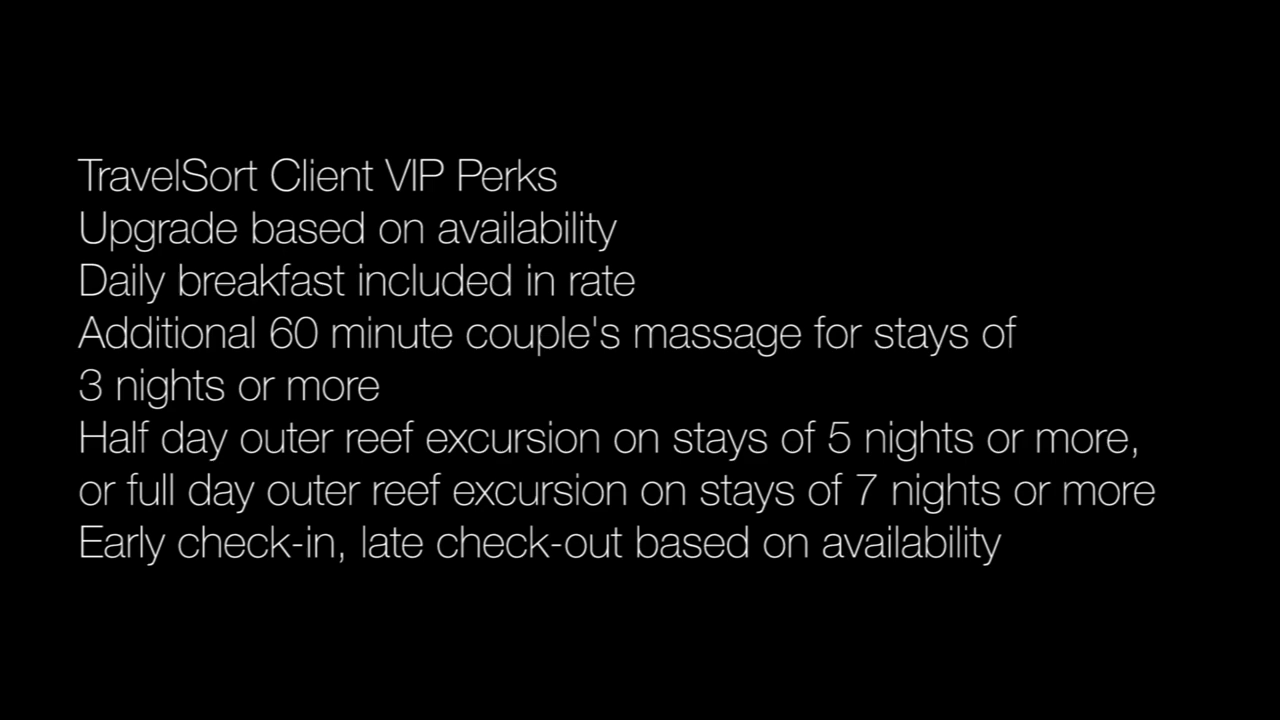 TravelSort Client VIP Perks
Upgrade based on availability
Daily breakfast included in rate
Additional 60 minute couple's massage for stays of
3 nights or more
Half day outer reef excursion on stays of 5 nights or more,
or full day outer reef excursion on stays of 7 nights or more
Early check-in, late check-out based on availability